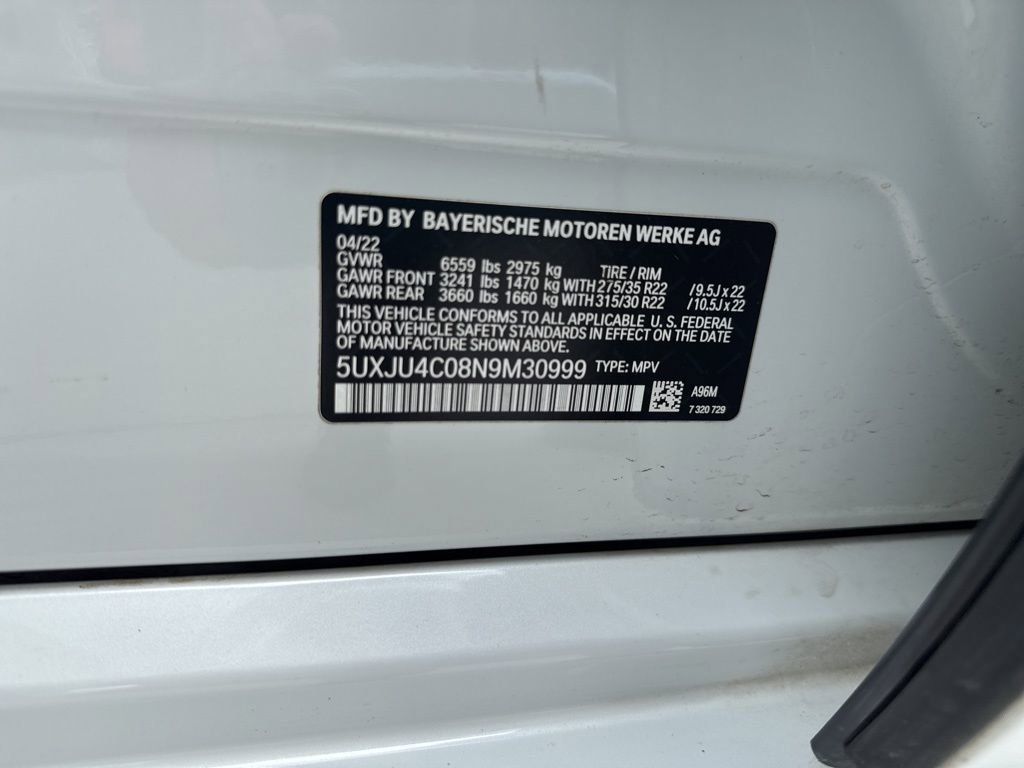 MFD BY BAYERISCHE MOTOREN WERKE AG
04/22
GVWR 6559 lbs 2975 kg TIRE / RIM
GAWR FRONT 3241 lbs 1470 kg WITH 275/35 R22 /9.5J x 22
GAWR REAR 3660 lbs 1660 kg WITH 315/30 R22 /10.5J x 22
THIS VEHICLE CONFORMS TO ALL APPLICABLE U. S. FEDERAL
MOTOR VEHICLE SAFETY STANDARDS IN EFFECT ON THE DATE
OF MANUFACTURE SHOWN ABOVE.
5UXJU4C08N9M30999 TYPE: MPV
A96M
7 320 729